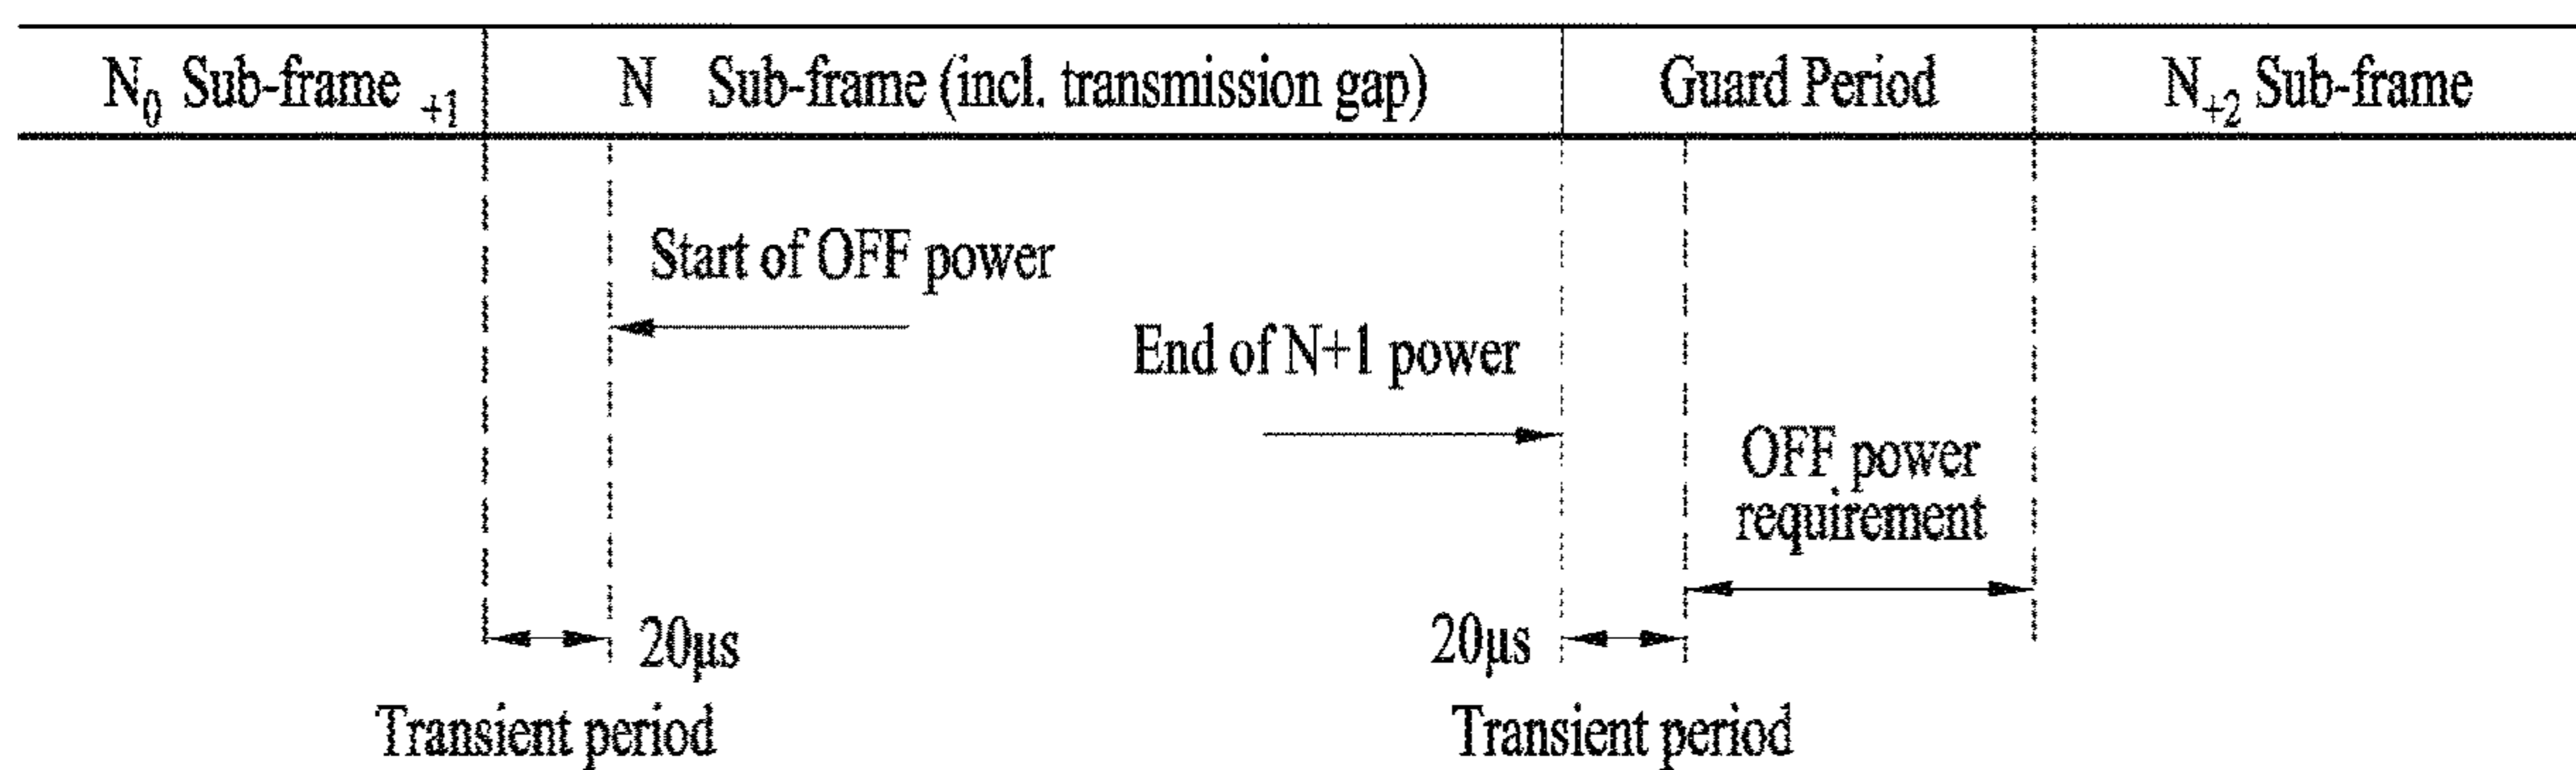 N0 Sub-frame +1 N Sub-frame (incl. transmission gap) Guard Period N+2 Sub-frame
Start of OFF power
End of N+1 power
OFF power
requirement
20μs 20μs
Transient period Transient period